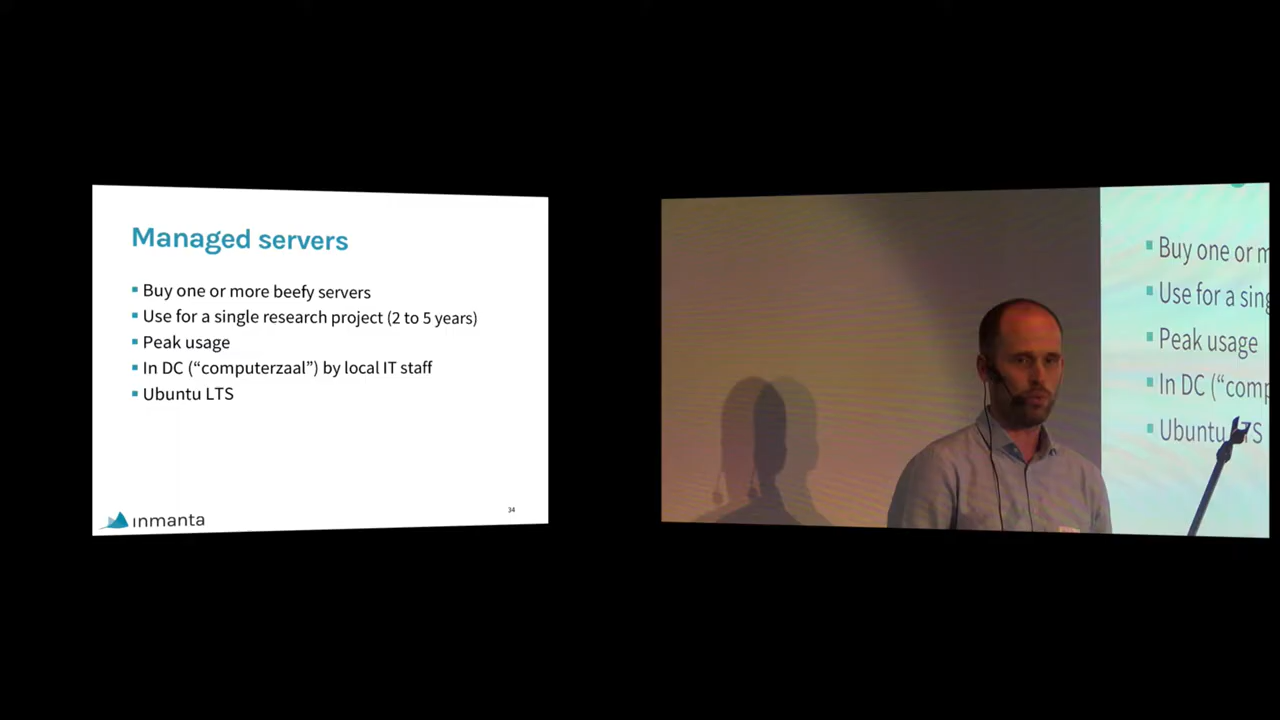 Managed servers
▪ Buy one or more beefy servers
▪ Use for a single research project (2 to 5 years)
▪ Peak usage
▪ In DC (“computerzaal”) by local IT staff
▪ Ubuntu LTS
inmanta
34
▪ Buy one or m
▪ Use for a sing
▪ Peak usage
▪ In DC (“comp
▪ Ubuntu LTS